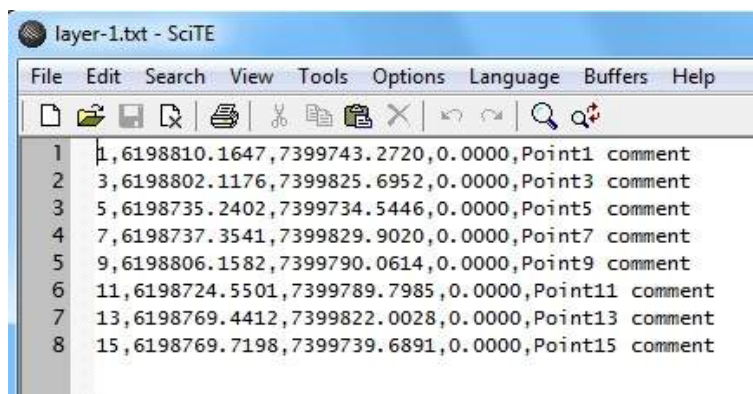 layer-1.txt - SciTE
File Edit Search View Tools Options Language Buffers Help
1 1,6198810.1647,7399743.2720,0.0000,Point1 comment
2 3,6198802.1176,7399825.6952,0.0000,Point3 comment
3 5,6198735.2402,7399734.5446,0.0000,Point5 comment
4 7,6198737.3541,7399829.9020,0.0000,Point7 comment
5 9,6198806.1582,7399790.0614,0.0000,Point9 comment
6 11,6198724.5501,7399789.7985,0.0000,Point11 comment
7 13,6198769.4412,7399822.0028,0.0000,Point13 comment
8 15,6198769.7198,7399739.6891,0.0000,Point15 comment